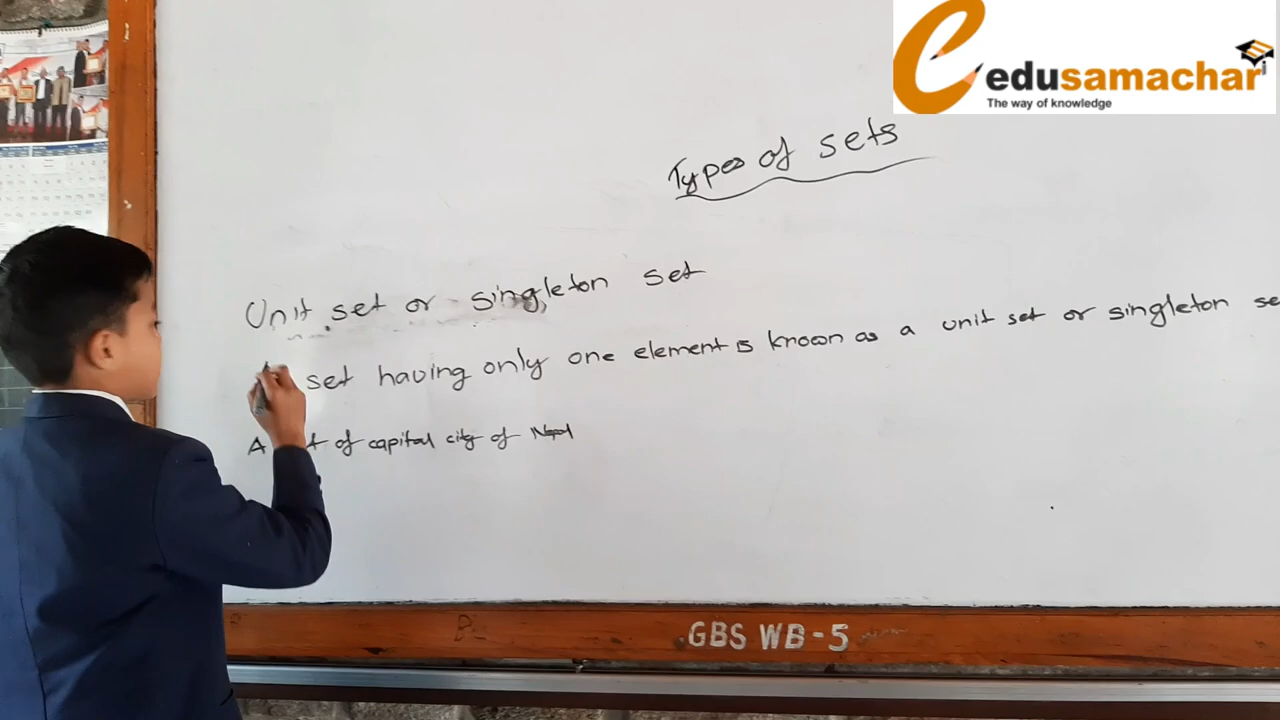 edusamachar
The way of knowledge
Types of sets
Unit set or singleton set
set having only one element is known as a unit set or singleton se
A of capital city of Nepal
GBS WB-5